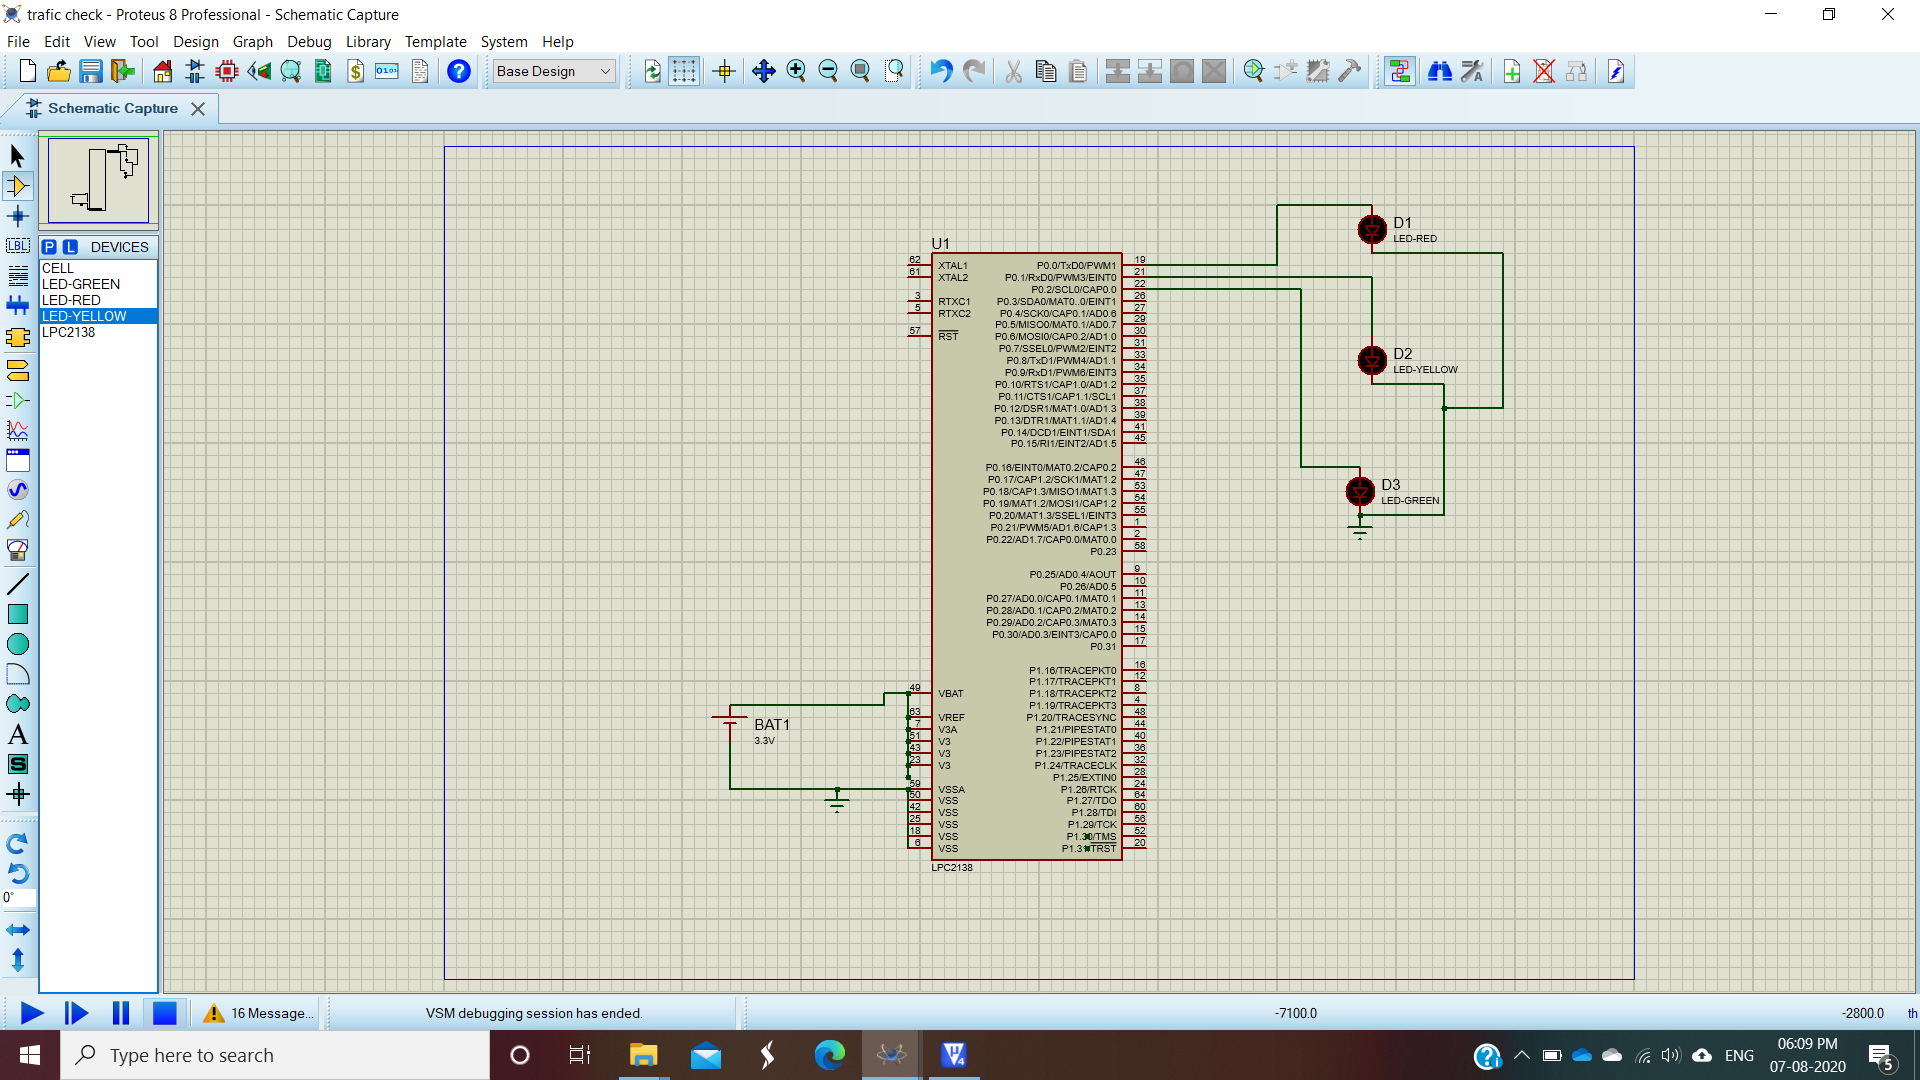 trafic check - Proteus 8 Professional - Schematic Capture
File Edit View Tool Design Graph Debug Library Template System Help
Base Design
Schematic Capture
P L DEVICES
CELL
LED-GREEN
LED-RED
LED-YELLOW
LPC2138
LBL
A
S
0°
U1
62 XTAL1
61 XTAL2
3 RTXC1
5 RTXC2
57 RST
49 VBAT
63 VREF
7 V3A
51 V3
43 V3
23 V3
59 VSSA
50 VSS
42 VSS
25 VSS
18 VSS
6 VSS
P0.0/TxD0/PWM1 19
P0.1/RxD0/PWM3/EINT0 21
P0.2/SCL0/CAP0.0 22
P0.3/SDA0/MAT0..0/EINT1 26
P0.4/SCK0/CAP0.1/AD0.6 27
P0.5/MISO0/MAT0.1/AD0.7 29
P0.6/MOSI0/CAP0.2/AD1.0 30
P0.7/SSEL0/PWM2/EINT2 31
P0.8/TxD1/PWM4/AD1.1 33
P0.9/RxD1/PWM6/EINT3 34
P0.10/RTS1/CAP1.0/AD1.2 35
P0.11/CTS1/CAP1.1/SCL1 37
P0.12/DSR1/MAT1.0/AD1.3 38
P0.13/DTR1/MAT1.1/AD1.4 39
P0.14/DCD1/EINT1/SDA1 41
P0.15/RI1/EINT2/AD1.5 45
P0.16/EINT0/MAT0.2/CAP0.2 46
P0.17/CAP1.2/SCK1/MAT1.2 47
P0.18/CAP1.3/MISO1/MAT1.3 53
P0.19/MAT1.2/MOSI1/CAP1.2 54
P0.20/MAT1.3/SSEL1/EINT3 55
P0.21/PWM5/AD1.6/CAP1.3 1
P0.22/AD1.7/CAP0.0/MAT0.0 2
P0.23 58
P0.25/AD0.4/AOUT 9
P0.26/AD0.5 10
P0.27/AD0.0/CAP0.1/MAT0.1 11
P0.28/AD0.1/CAP0.2/MAT0.2 13
P0.29/AD0.2/CAP0.3/MAT0.3 14
P0.30/AD0.3/EINT3/CAP0.0 15
P0.31 17
P1.16/TRACEPKT0 16
P1.17/TRACEPKT1 12
P1.18/TRACEPKT2 8
P1.19/TRACEPKT3 4
P1.20/TRACESYNC 48
P1.21/PIPESTAT0 44
P1.22/PIPESTAT1 40
P1.23/PIPESTAT2 36
P1.24/TRACECLK 32
P1.25/EXTIN0 28
P1.26/RTCK 24
P1.27/TDO 64
P1.28/TDI 60
P1.29/TCK 56
P1.30/TMS 52
P1.31/TRST 20
LPC2138
BAT1
3.3V
D1
LED-RED
D2
LED-YELLOW
D3
LED-GREEN
16 Message...
VSM debugging session has ended.
-7100.0
-2800.0
th
Type here to search
ENG
06:09 PM
07-08-2020
5